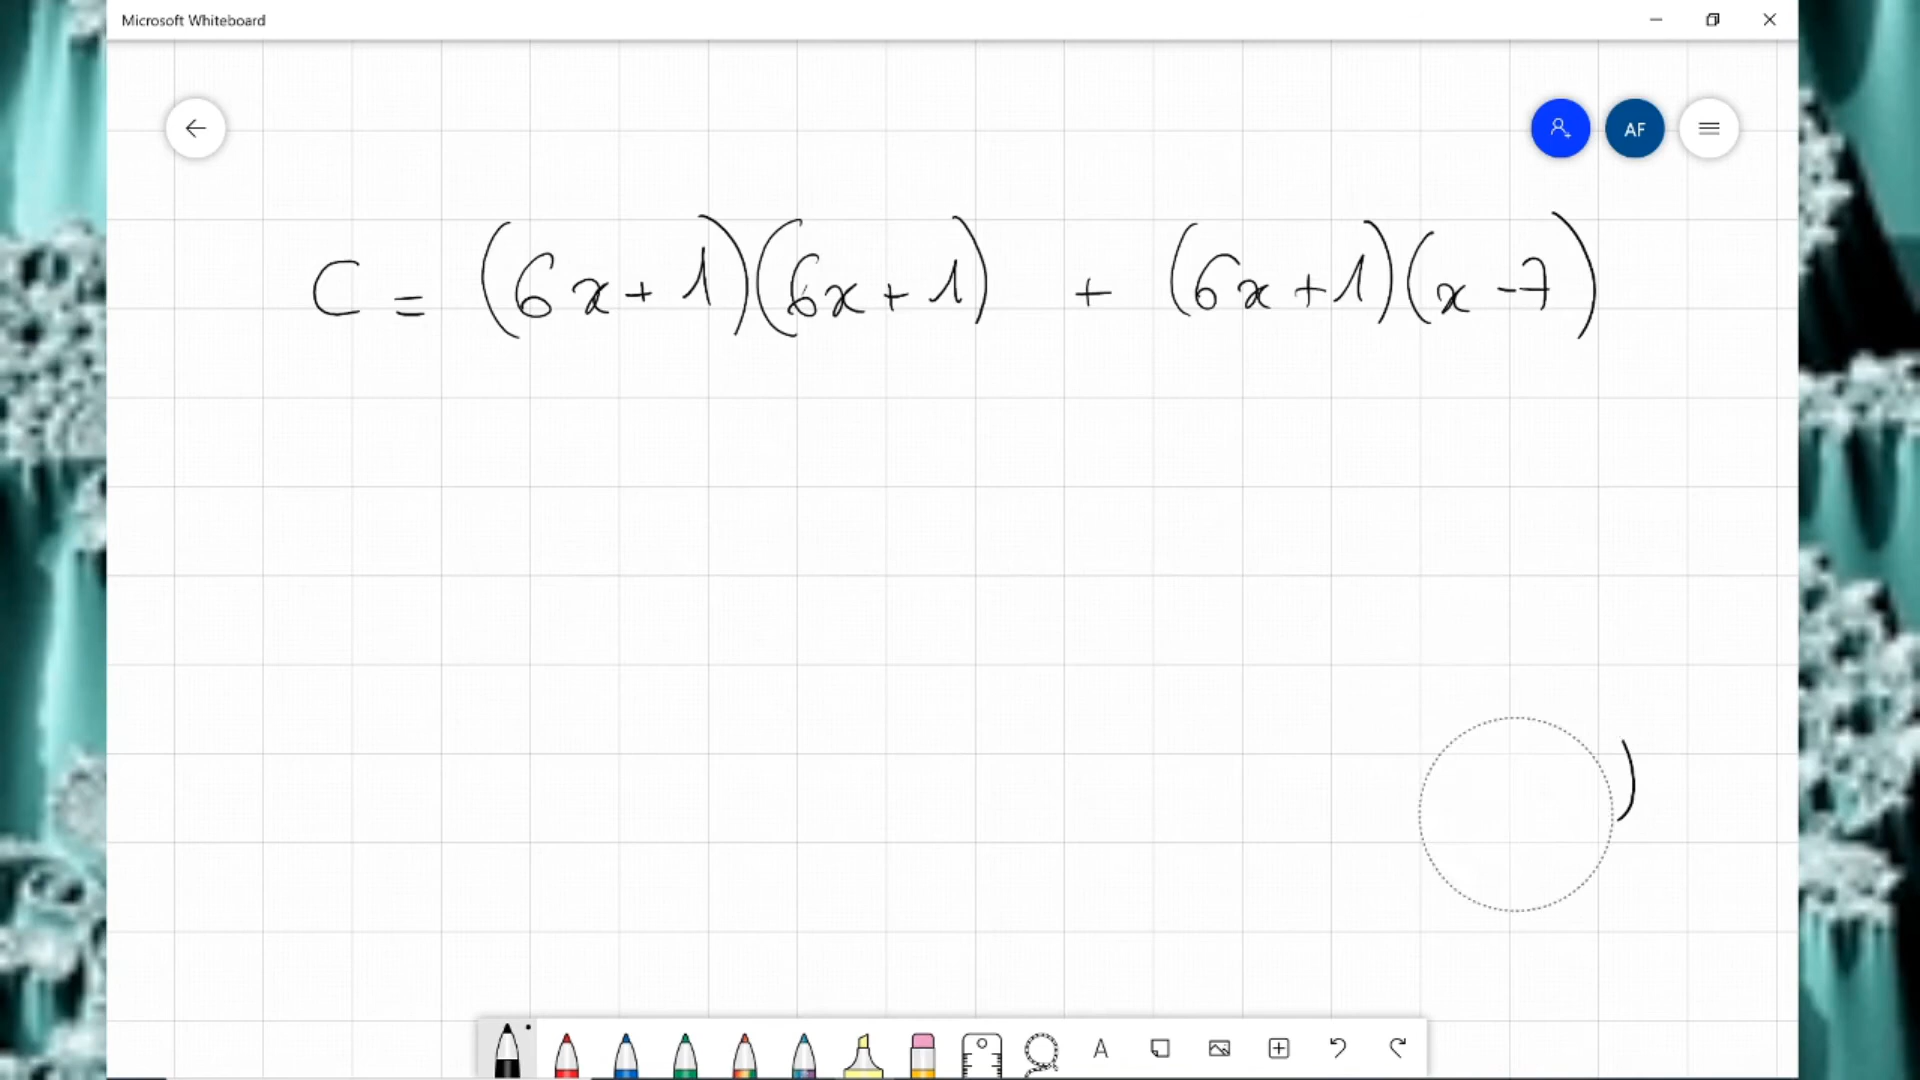 Microsoft Whiteboard
AF
C = (6x+1)(6x+1) + (6x+1)(x-7)
)
A